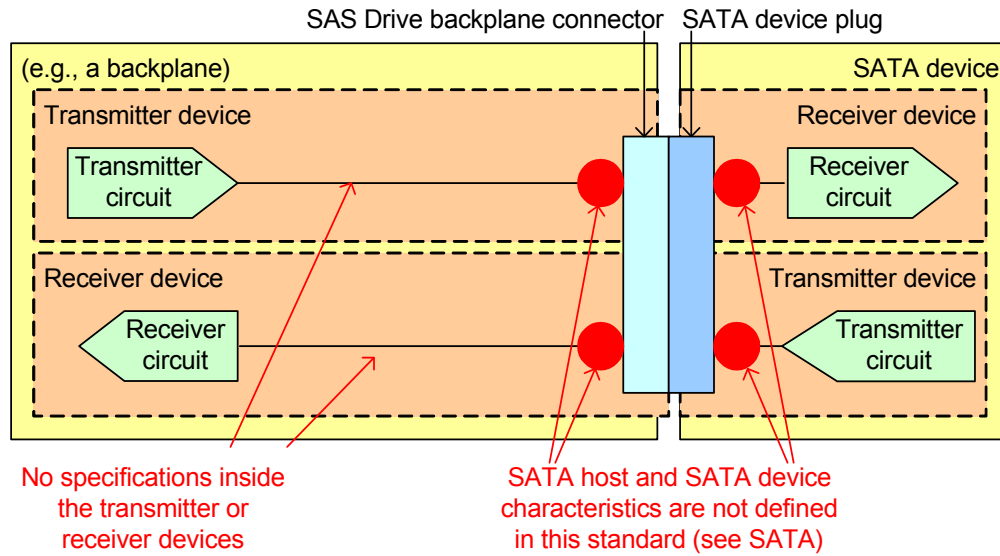 SAS Drive backplane connector
SATA device plug
(e.g., a backplane)
SATA device
Transmitter device
Receiver device
Transmitter
circuit
Receiver
circuit
Receiver device
Transmitter device
Receiver
circuit
Transmitter
circuit
No specifications inside
the transmitter or
receiver devices
SATA host and SATA device
characteristics are not defined
in this standard (see SATA)